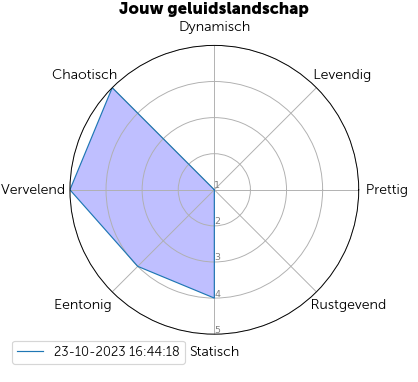 Jouw geluidslandschap
Dynamisch
Chaotisch
Levendig
Vervelend
1
Prettig
2
3
4
Eentonig
Rustgevend
5
23-10-2023 16:44:18
Statisch